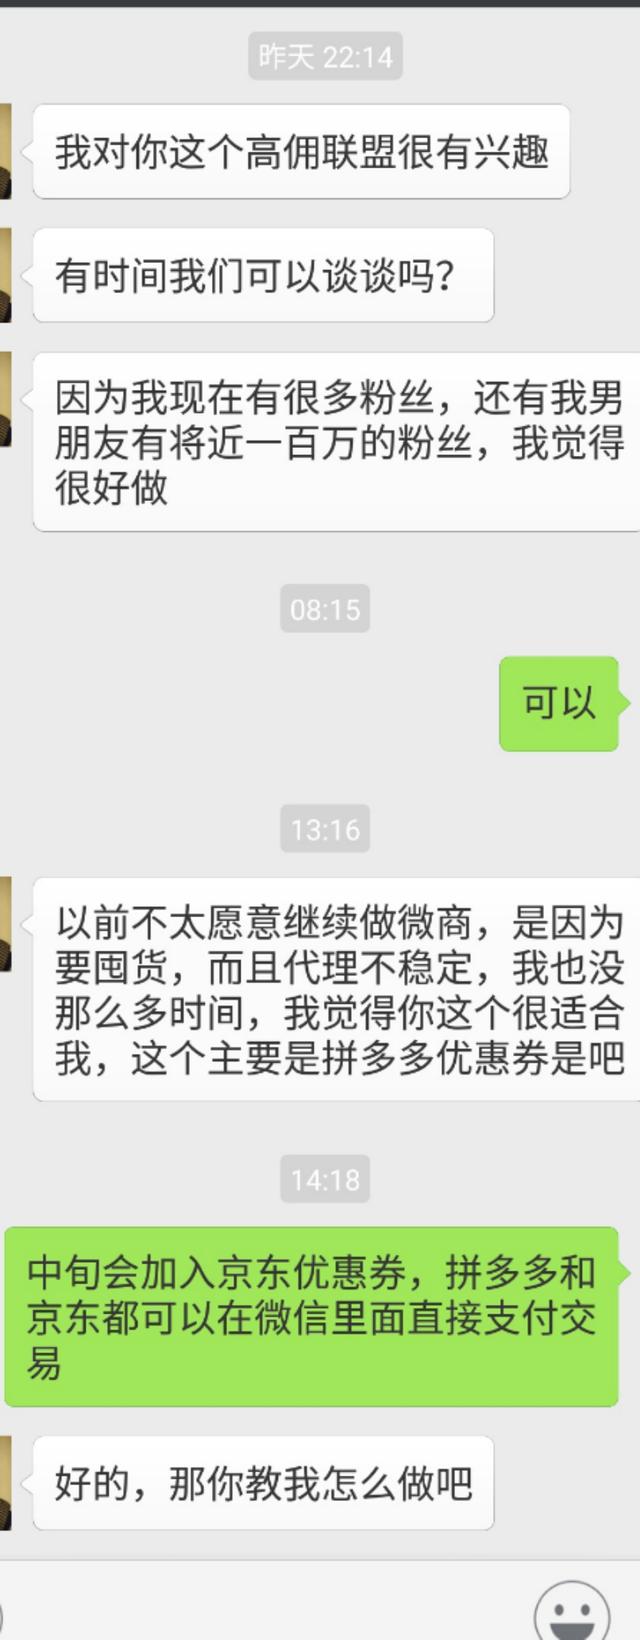 昨天 22:14
我对你这个高佣联盟很有兴趣
有时间我们可以谈谈吗？
因为我现在有很多粉丝，还有我男
朋友有将近一百万的粉丝，我觉得
很好做
08:15
可以
13:16
以前不太愿意继续做微商，是因为
要囤货，而且代理不稳定，我也没
那么多时间，我觉得你这个很适合
我，这个主要是拼多多优惠券是吧
14:18
中旬会加入京东优惠券，拼多多和
京东都可以在微信里面直接支付交
易
好的，那你教我怎么做吧